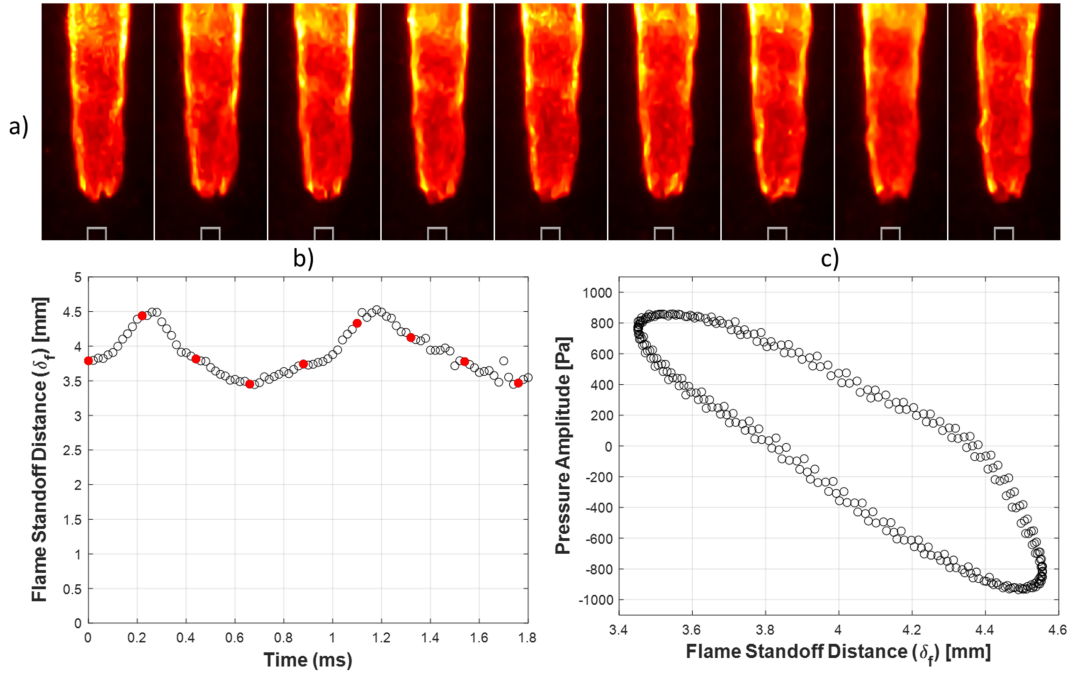 a)
b)
c)
Flame Standoff Distance (δf) [mm]
5
4.5
4
3.5
3
2.5
2
1.5
1
0.5
0
0 0.2 0.4 0.6 0.8 1.0 1.2 1.4 1.6 1.8
Time (ms)
Pressure Amplitude [Pa]
1000
800
600
400
200
0
-200
-400
-600
-800
-1000
3.4 3.6 3.8 4 4.2 4.4 4.6
Flame Standoff Distance (δf) [mm]